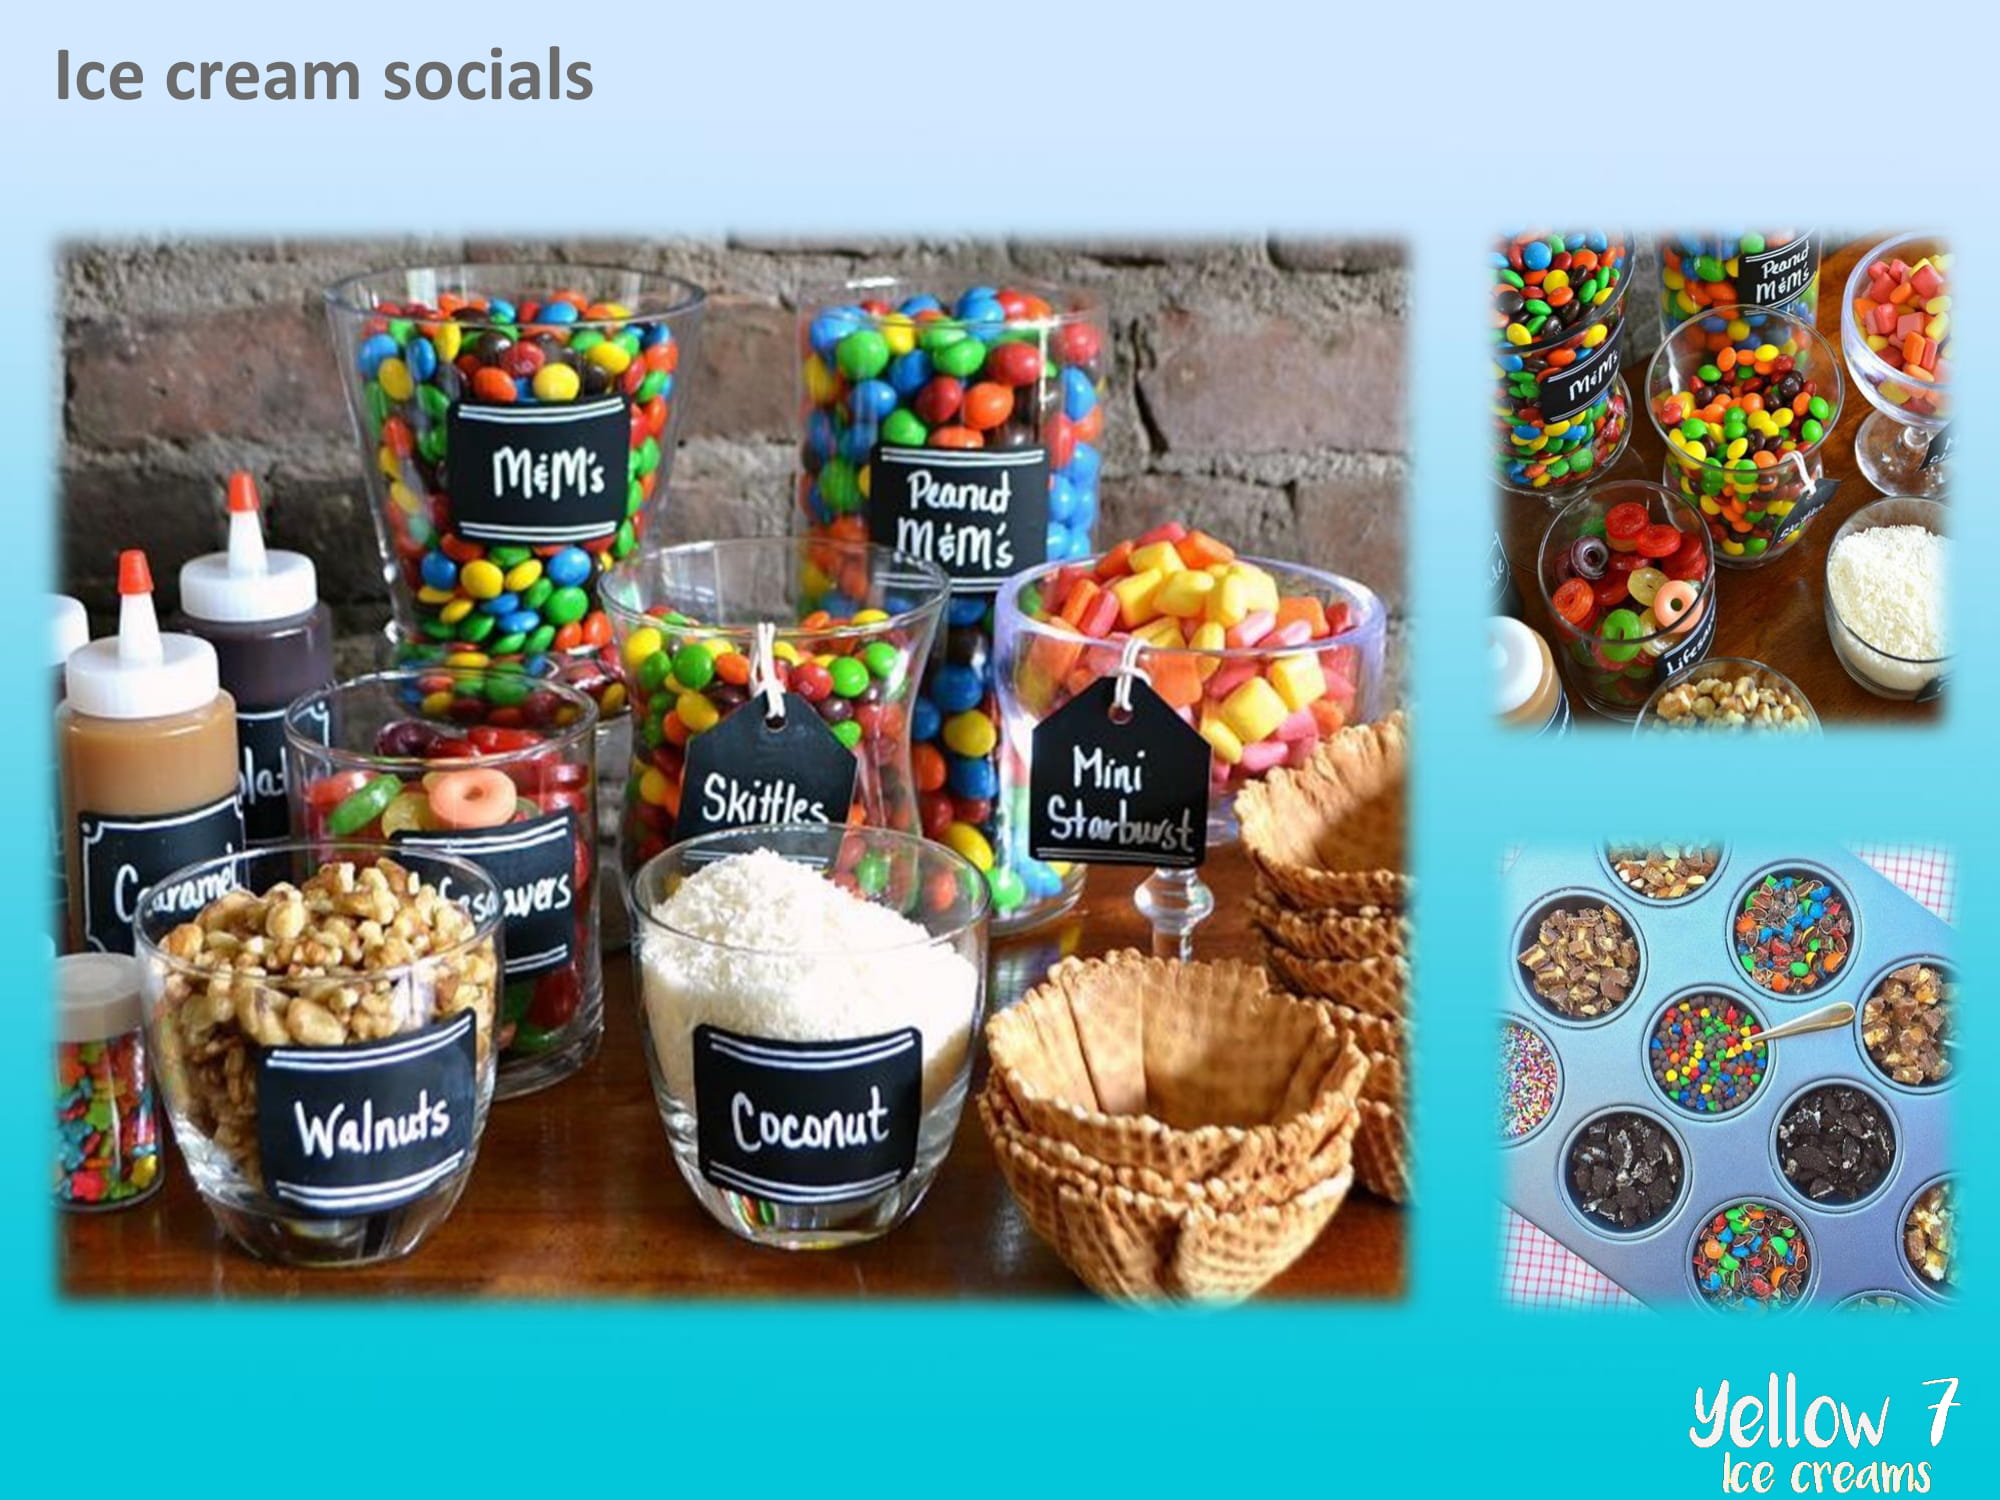 Ice cream socials
M&M's
Peanut
M&M's
Skittles
Mini
Starburst
Caramel
Walnuts
Coconut
Peanut
M&M's
M&M's
Yellow 7
Ice creams